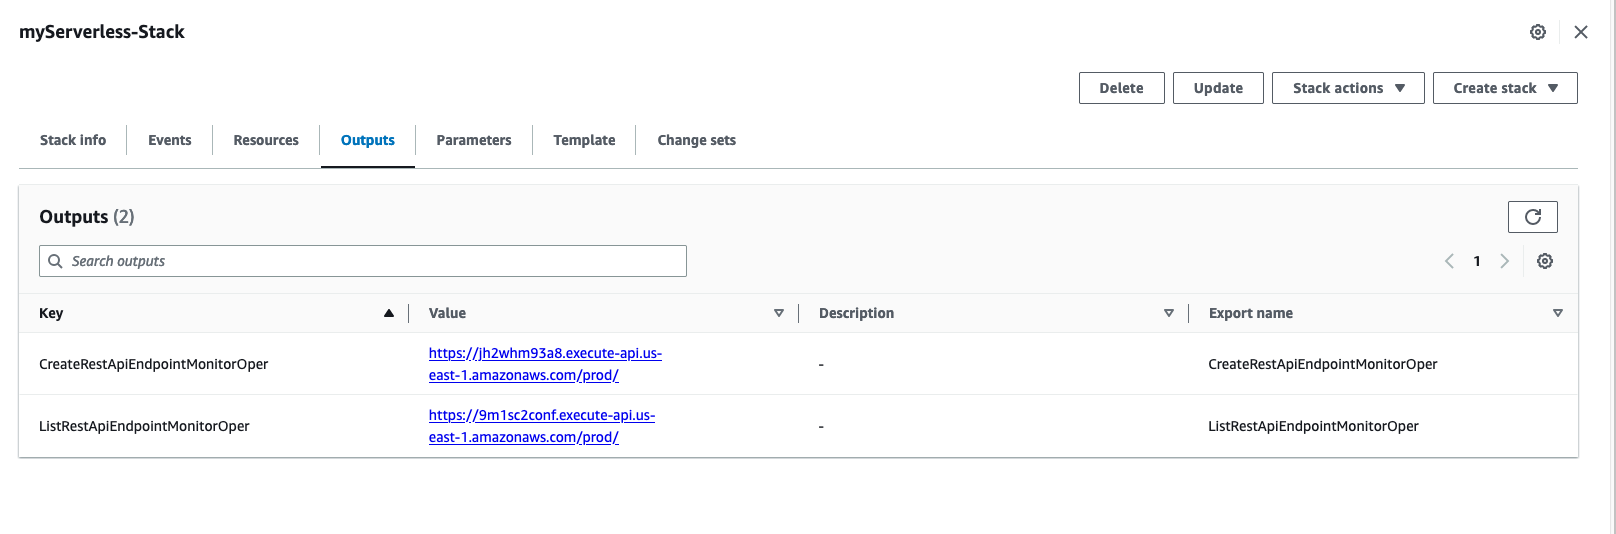 myServerless-Stack
Delete
Update
Stack actions
Create stack
Stack info
Events
Resources
Outputs
Parameters
Template
Change sets
Outputs (2)
Search outputs
1
Key
Value
Description
Export name
CreateRestApiEndpointMonitorOper
https://jh2whm93a8.execute-api.us-
east-1.amazonaws.com/prod/
-
CreateRestApiEndpointMonitorOper
ListRestApiEndpointMonitorOper
https://9m1sc2conf.execute-api.us-
east-1.amazonaws.com/prod/
-
ListRestApiEndpointMonitorOper